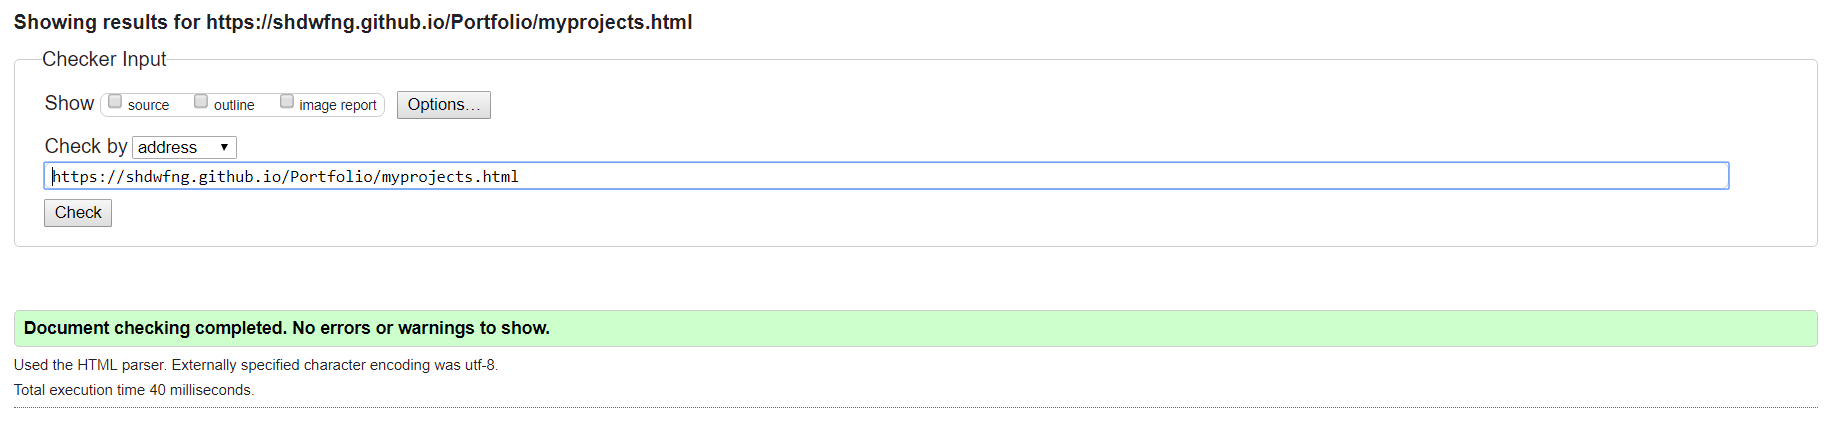 Showing results for https://shdwfng.github.io/Portfolio/myprojects.html
Checker Input
Show source outline image report Options...
Check by address
https://shdwfng.github.io/Portfolio/myprojects.html
Check
Document checking completed. No errors or warnings to show.
Used the HTML parser. Externally specified character encoding was utf-8.
Total execution time 40 milliseconds.